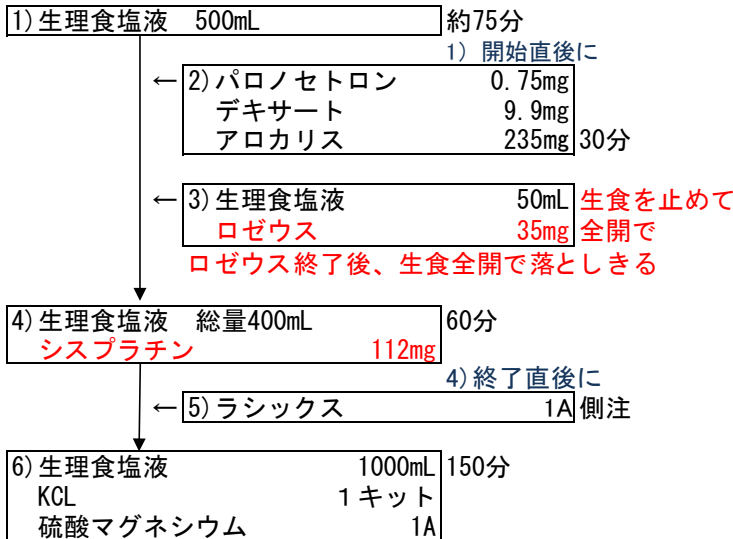 1)生理食塩液 500mL 約75分
1) 開始直後に
← 2)パロノセトロン 0.75mg
デキサート 9.9mg
アロカリス 235mg 30分
← 3)生理食塩液 50mL 生食を止めて
ロゼウス 35mg 全開で
ロゼウス終了後、生食全開で落としきる
4)生理食塩液 総量400mL 60分
シスプラチン 112mg
4)終了直後に
← 5)ラシックス 1A 側注
6)生理食塩液 1000mL 150分
KCL 1キット
硫酸マグネシウム 1A